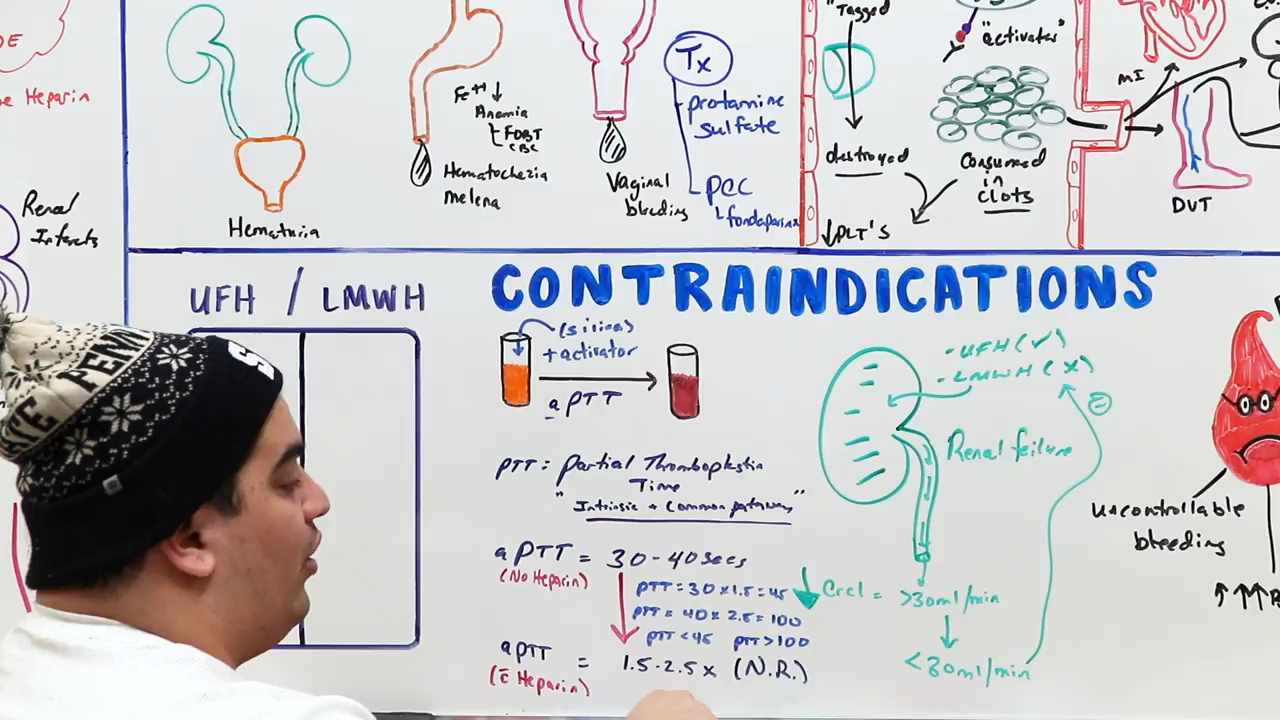 "Tagged
"activates"
DE
Heparin
Fe++ ↓
Anemia
FOBT
CBC
Tx
protamine
sulfate
PCC
fondaparinux
MI
destroyed
Consumed
in
clots
Hematochezia
melena
Vaginal
bleeding
Renal
Infarcts
Hematuria
↓PLT'S
DVT
UFH / LMWH
CONTRAINDICATIONS
(silica)
+activator
aPTT
PTT: Partial Thromboplastin
Time
"Intrinsic + Common pathway"
aPTT = 30-40secs
(No Heparin)
PTT = 30 x 1.5 = 45
PTT = 40 x 2.5 = 100
PTT <45 PTT >100
aPTT = 1.5-2.5x (N.R.)
(c̄ Heparin)
-UFH (✓)
-LMWH (x)
Renal failure
↓ Crcl = >30ml/min
<30ml/min
uncontrollable
bleeding
PENN
S